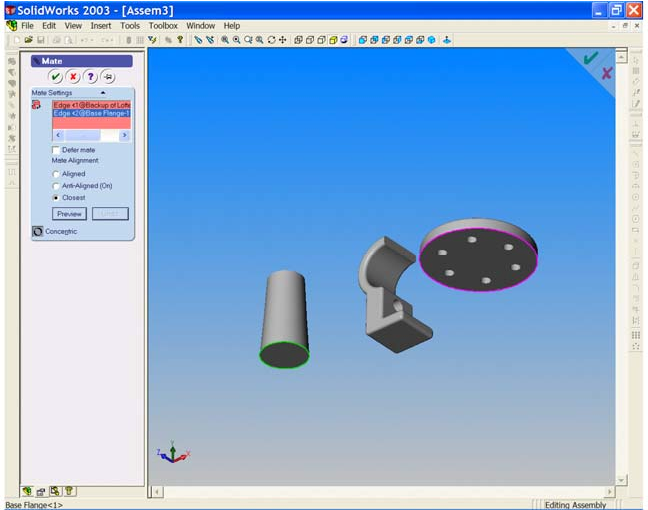 SolidWorks 2003 - [Assem3]
File Edit View Insert Tools Toolbox Window Help
Mate
Mate Settings
Edge <1@Backup of Lofte
Edge <2@Base Flange-1
Defer mate
Mate Alignment:
Aligned
Anti-Aligned (On)
Closest
Preview
Concentric
Y
Z
X
Base Flange<1>
Editing Assembly